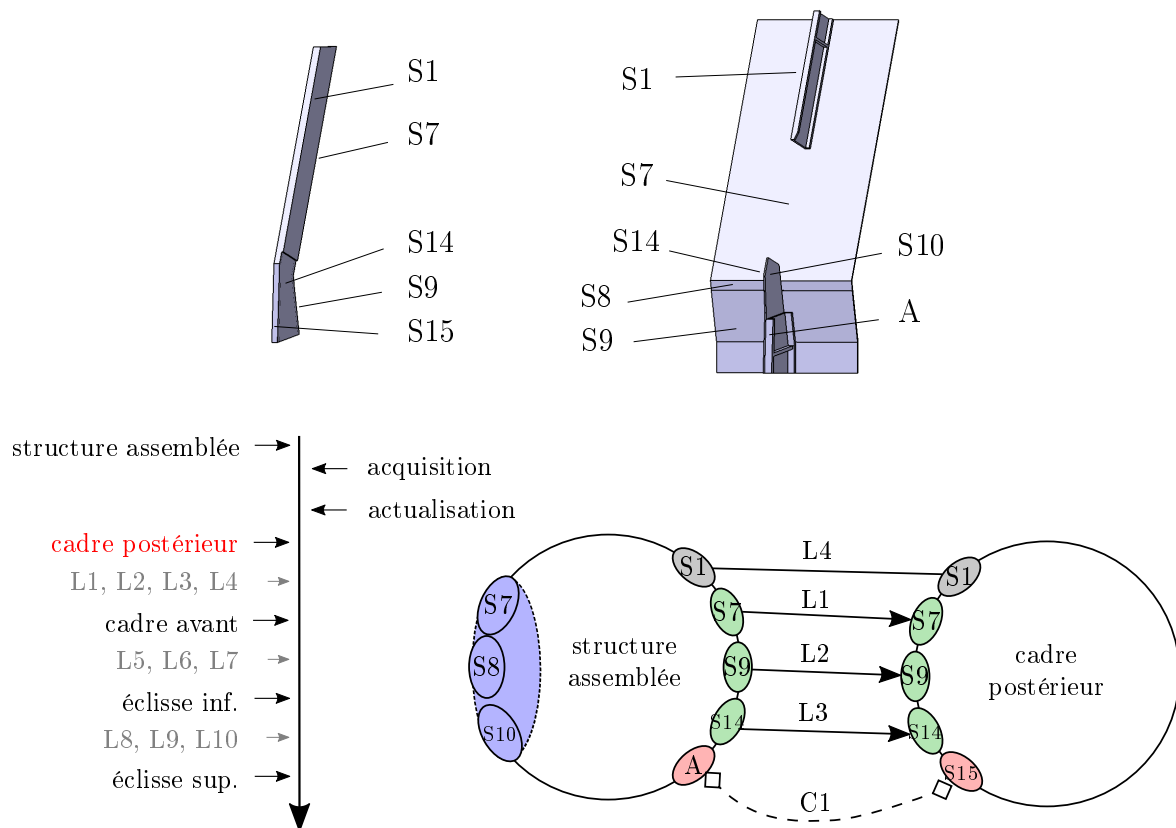 S1
S7
S14
S9
S15
S1
S7
S14
S10
S8
A
S9
structure assemblée
acquisition
actualisation
cadre postérieur
L1, L2, L3, L4
cadre avant
L5, L6, L7
éclisse inf.
L8, L9, L10
éclisse sup.
S7
S8
S10
structure
assemblée
S1
S7
S9
S14
A
L4
L1
L2
L3
C1
S1
S7
S9
S14
S15
cadre
postérieur